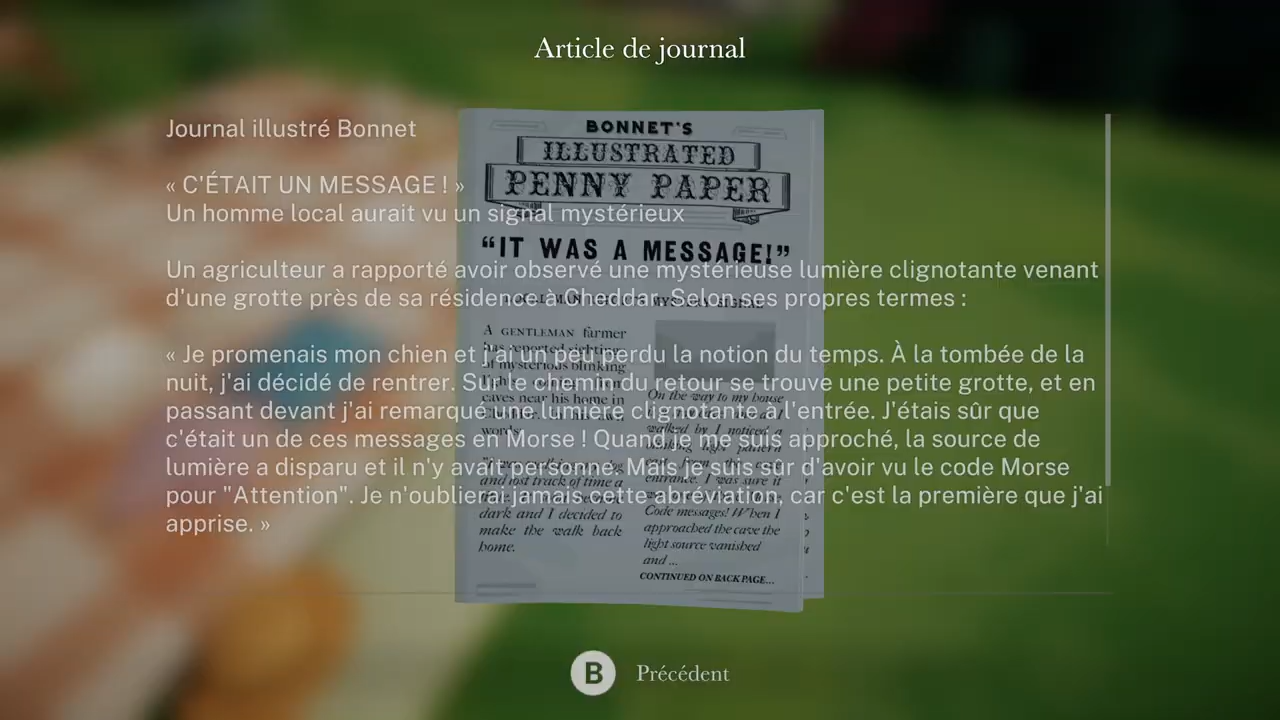 Article de journal
Journal illustré Bonnet
« C'ÉTAIT UN MESSAGE ! »
Un homme local aurait vu un signal mystérieux
Un agriculteur a rapporté avoir observé une mystérieuse lumière clignotante venant
d'une grotte près de sa résidence à Cheddar. Selon ses propres termes :
« Je promenais mon chien et j'ai un peu perdu la notion du temps. À la tombée de la
nuit, j'ai décidé de rentrer. Sur le chemin du retour se trouve une petite grotte, et en
passant devant j'ai remarqué une lumière clignotante à l'entrée. J'étais sûr que
c'était un de ces messages en Morse ! Quand je me suis approché, la source de
lumière a disparu et il n'y avait personne. Mais je suis sûr d'avoir vu le code Morse
pour "Attention". Je n'oublierai jamais cette abréviation, car c'est la première que j'ai
apprise. »
BONNET'S
ILLUSTRATED
PENNY PAPER
"IT WAS A MESSAGE!"
A GENTLEMAN farmer
has reported sightings
of mysterious blinking
caves near his home in
words:
and lost track of time a
dark and I decided to
make the walk back
home.
On the way to my house
walked by I noticed a
blinking light pattern
entrance. I was sure it
Code messages! When I
approached the cave the
light source vanished
and ...
CONTINUED ON BACK PAGE...
B Précédent